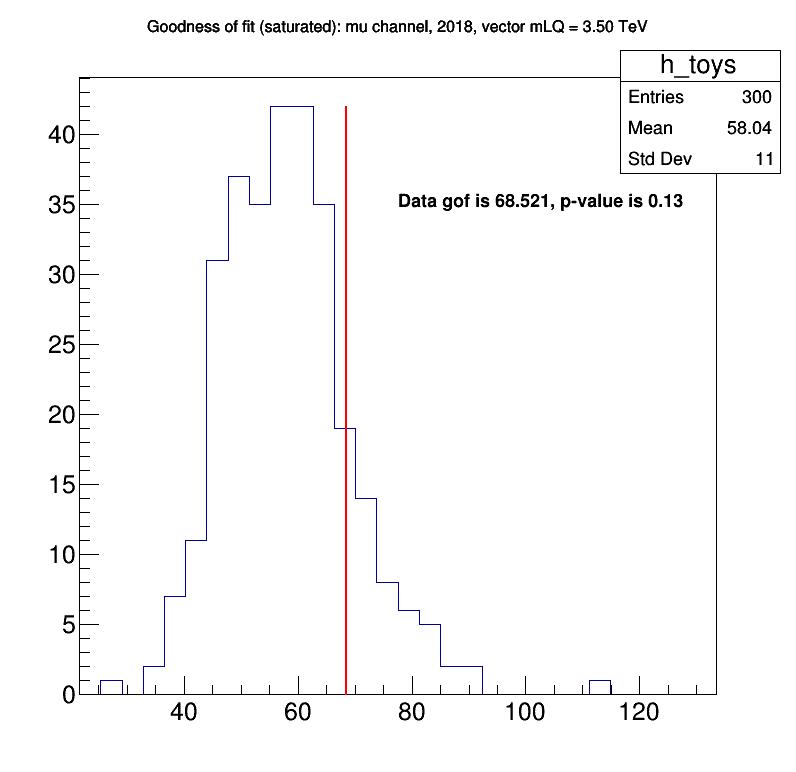 Goodness of fit (saturated): mu channel, 2018, vector mLQ = 3.50 TeV
h_toys
Entries 300
Mean 58.04
Std Dev 11
Data gof is 68.521, p-value is 0.13
40
35
30
25
20
15
10
5
0
40 60 80 100 120